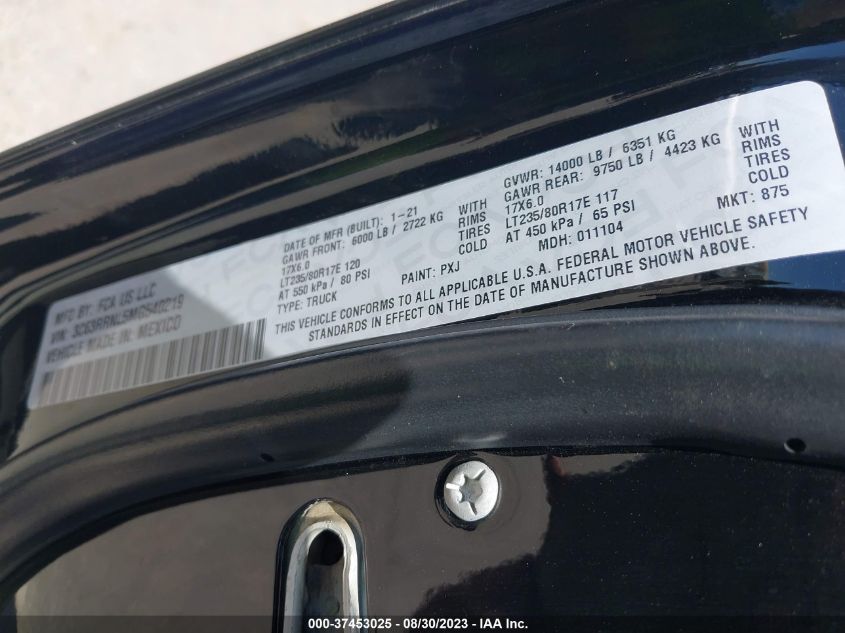 MFD BY: FCA US LLC
VIN:
VEHICLE MADE IN: MEXICO
DATE OF MFR (BUILT): 1-21
GAWR FRONT: 6000 LB / 2722 KG WITH
17X6.0 RIMS
LT235/80R17E 120 TIRES
AT 550 kPa / 80 PSI COLD
TYPE: TRUCK PAINT: PXJ
GVWR: 14000 LB / 6351 KG
GAWR REAR: 9750 LB / 4423 KG WITH
17X6.0 RIMS
LT235/80R17E 117 TIRES
AT 450 kPa / 65 PSI COLD
MDH: 011104 MKT: 875
THIS VEHICLE CONFORMS TO ALL APPLICABLE U.S.A. FEDERAL MOTOR VEHICLE SAFETY
STANDARDS IN EFFECT ON THE DATE OF MANUFACTURE SHOWN ABOVE.
000-37453025 - 08/30/2023 - IAA Inc.